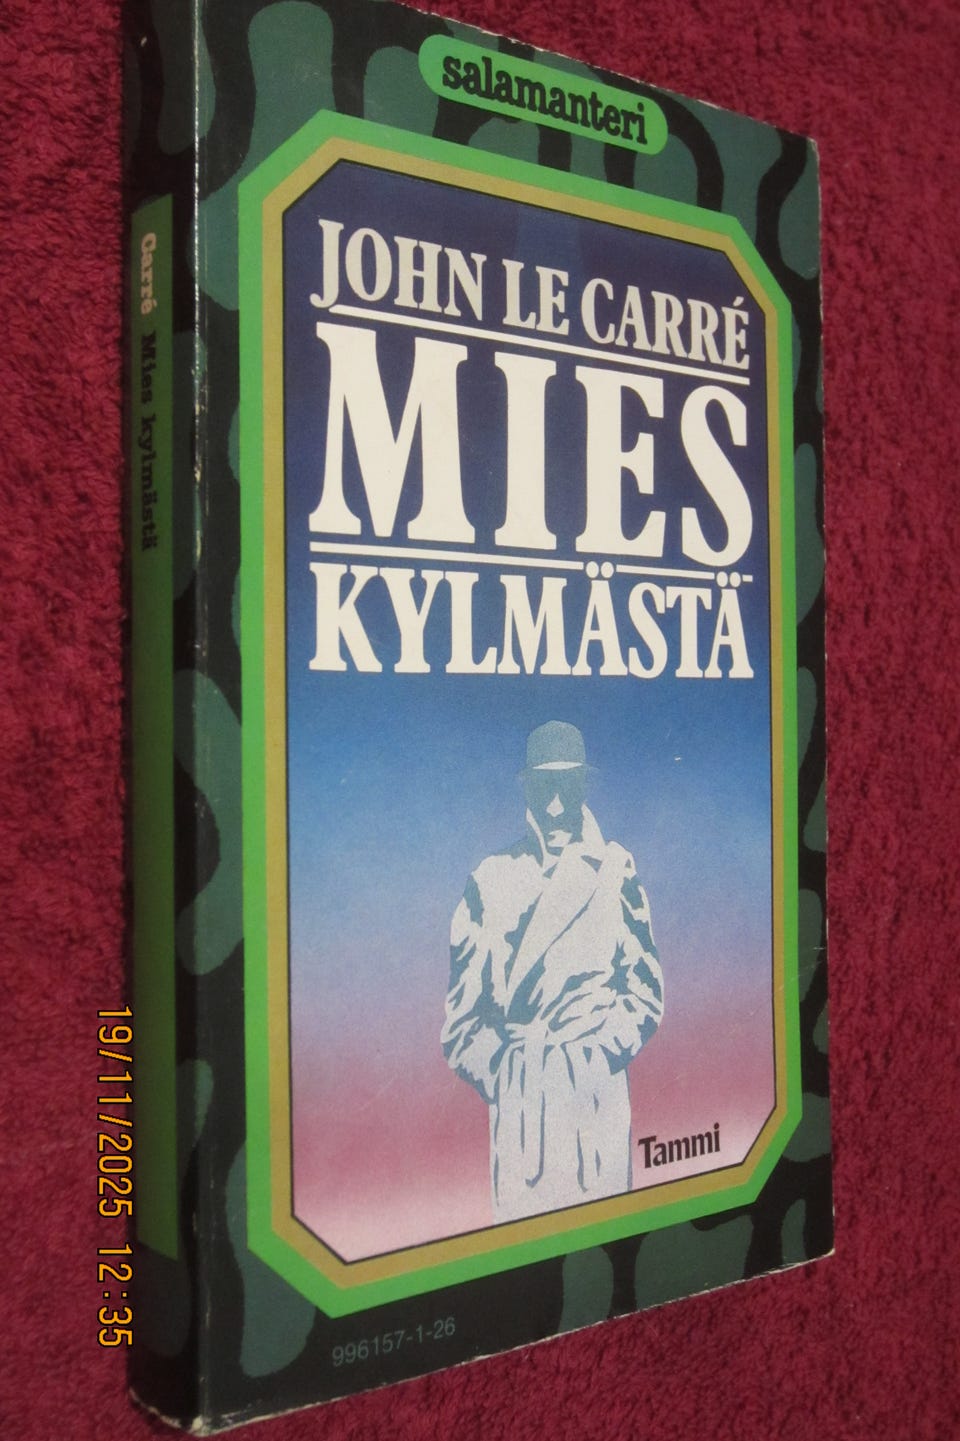 salamanteri
JOHN LE CARRÉ
MIES
KYLMÄSTÄ
Tammi
996157-1-26
Carré Mies kylmästä
19/11/2025 12:35